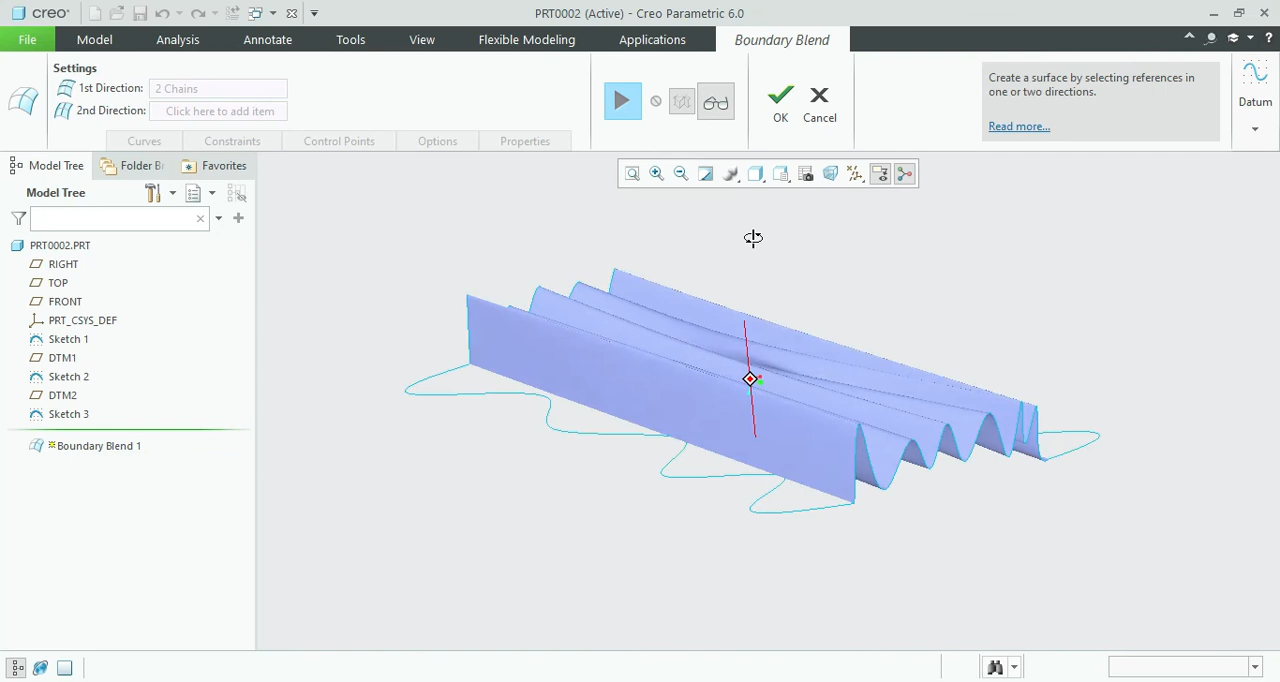 creo
PRT0002 (Active) - Creo Parametric 6.0
File Model Analysis Annotate Tools View Flexible Modeling Applications Boundary Blend
Settings
1st Direction: 2 Chains
2nd Direction: Click here to add item
Curves Constraints Control Points Options Properties
OK Cancel
Create a surface by selecting references in
one or two directions.
Read more...
Datum
Model Tree Folder Br Favorites
Model Tree
PRT0002.PRT
RIGHT
TOP
FRONT
PRT_CSYS_DEF
Sketch 1
DTM1
Sketch 2
DTM2
Sketch 3
Boundary Blend 1